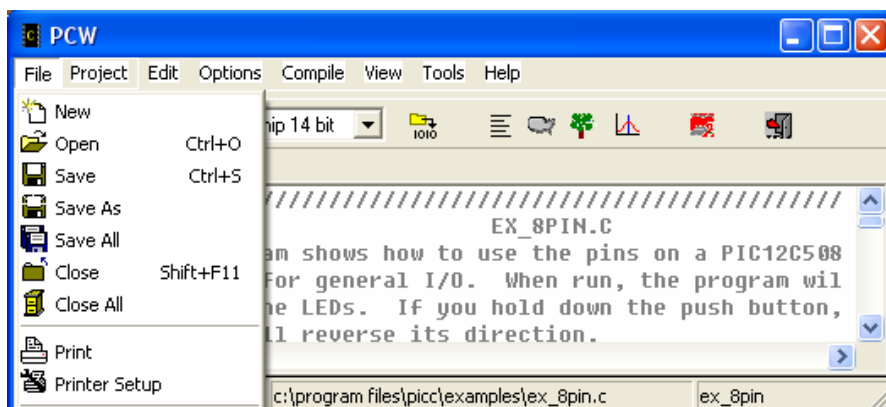 PCW
File Project Edit Options Compile View Tools Help
New
hip 14 bit
1010
Open Ctrl+O
Save Ctrl+S
Save As
Save All
Close Shift+F11
Close All
Print
Printer Setup
////////////////////////////////////////////
EX_8PIN.C
am shows how to use the pins on a PIC12C508
For general I/O. When run, the program wil
he LEDs. If you hold down the push button,
ll reverse its direction.
c:\program files\picc\examples\ex_8pin.c ex_8pin